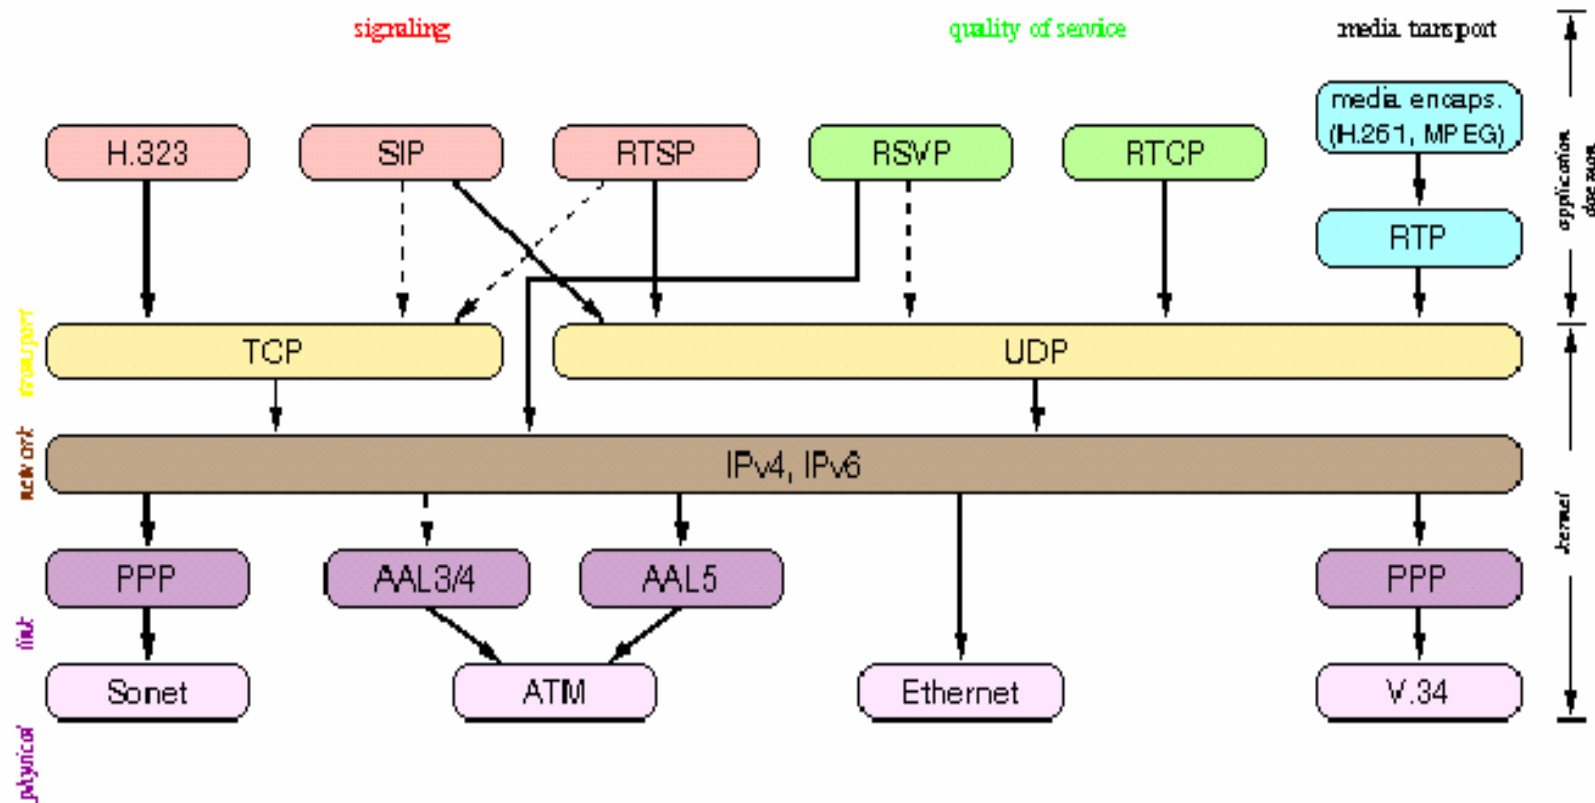 signaling
quality of service
media transport
media encaps.
(H.261, MPEG)
H.323
SIP
RTSP
RSVP
RTCP
RTP
application
daemon
TCP
UDP
transport
IPv4, IPv6
network
kernel
PPP
AAL3/4
AAL5
PPP
link
Sonet
ATM
Ethernet
V.34
physical